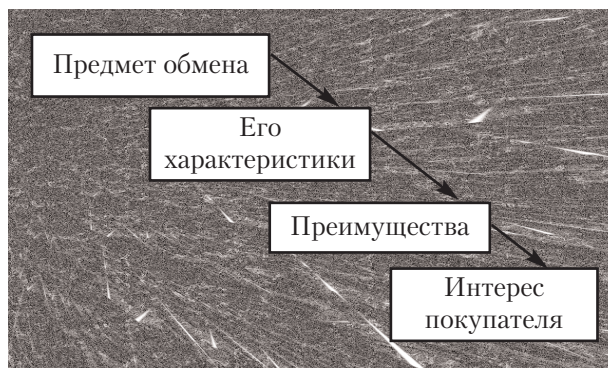 Предмет обмена
Его
характеристики
Преимущества
Интерес
покупателя